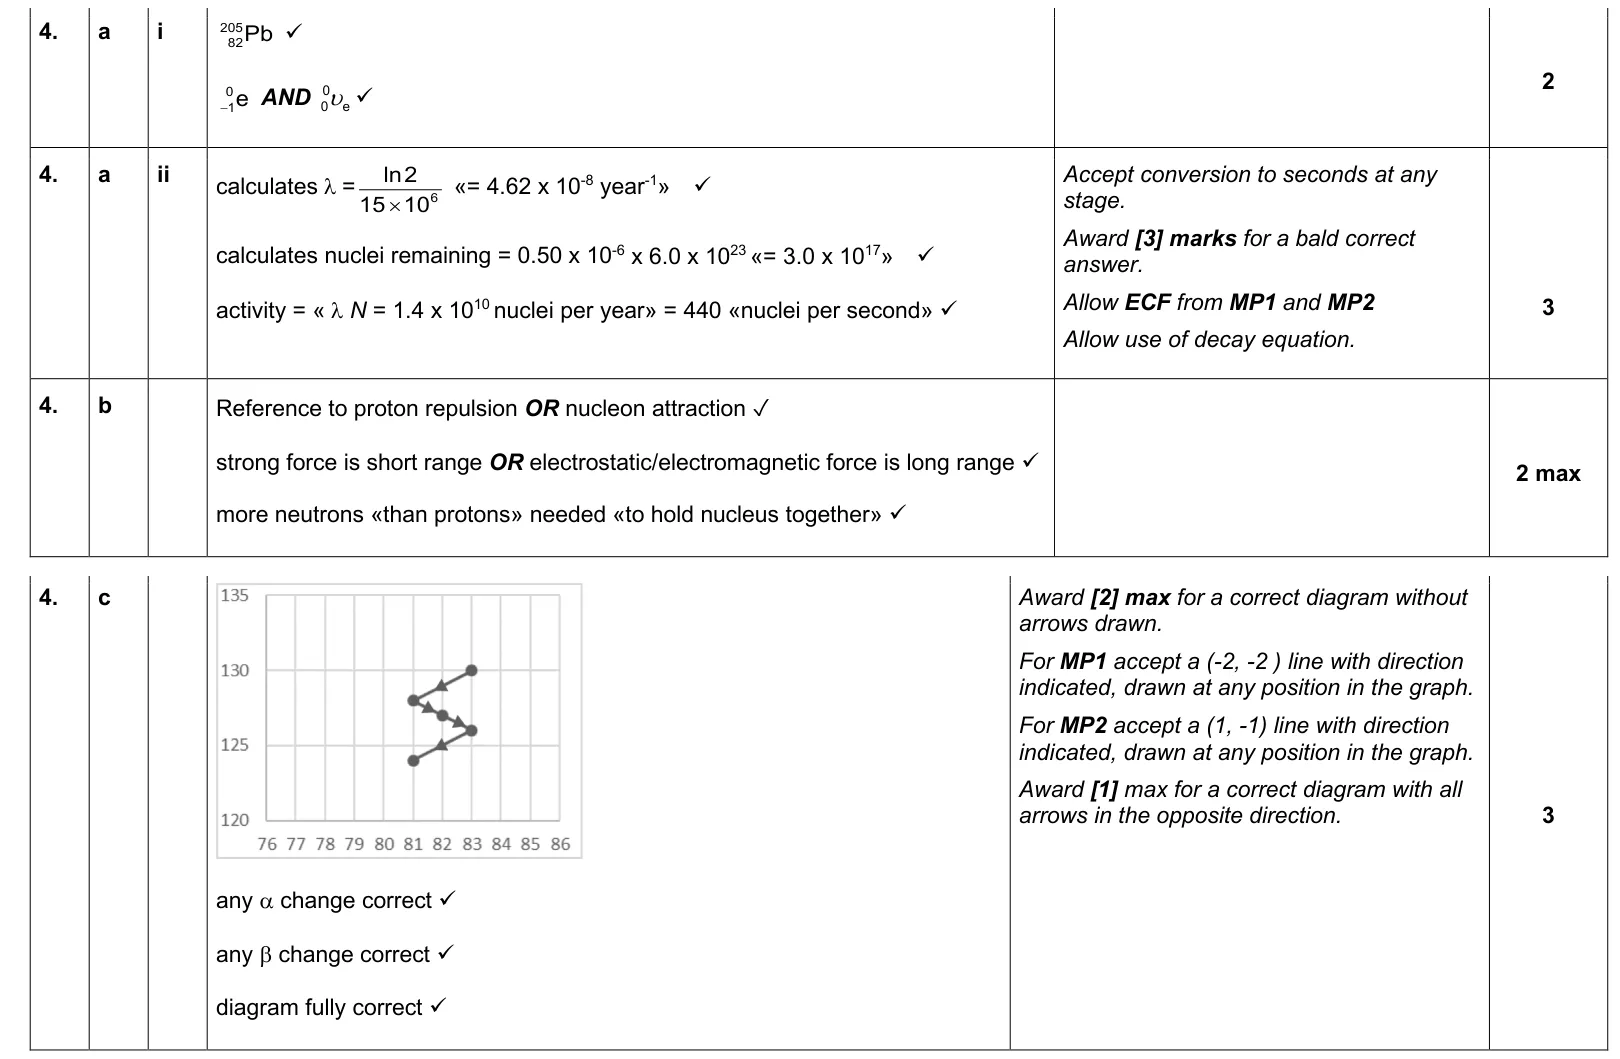 4. a i ²⁰⁵₈₂Pb ✓
⁰₋₁e AND ⁰₀υₑ ✓
2
4. a ii calculates λ = ln 2 / 15 × 10⁶ «= 4.62 x 10⁻⁸ year⁻¹» ✓
calculates nuclei remaining = 0.50 x 10⁻⁶ x 6.0 x 10²³ «= 3.0 x 10¹⁷» ✓
activity = « λ N = 1.4 x 10¹⁰ nuclei per year» = 440 «nuclei per second» ✓
Accept conversion to seconds at any
stage.
Award [3] marks for a bald correct
answer.
Allow ECF from MP1 and MP2
Allow use of decay equation.
3
4. b Reference to proton repulsion OR nucleon attraction ✓
strong force is short range OR electrostatic/electromagnetic force is long range ✓
more neutrons «than protons» needed «to hold nucleus together» ✓
2 max
4. c
135
130
125
120
76 77 78 79 80 81 82 83 84 85 86
any α change correct ✓
any β change correct ✓
diagram fully correct ✓
Award [2] max for a correct diagram without
arrows drawn.
For MP1 accept a (-2, -2 ) line with direction
indicated, drawn at any position in the graph.
For MP2 accept a (1, -1) line with direction
indicated, drawn at any position in the graph.
Award [1] max for a correct diagram with all
arrows in the opposite direction.
3